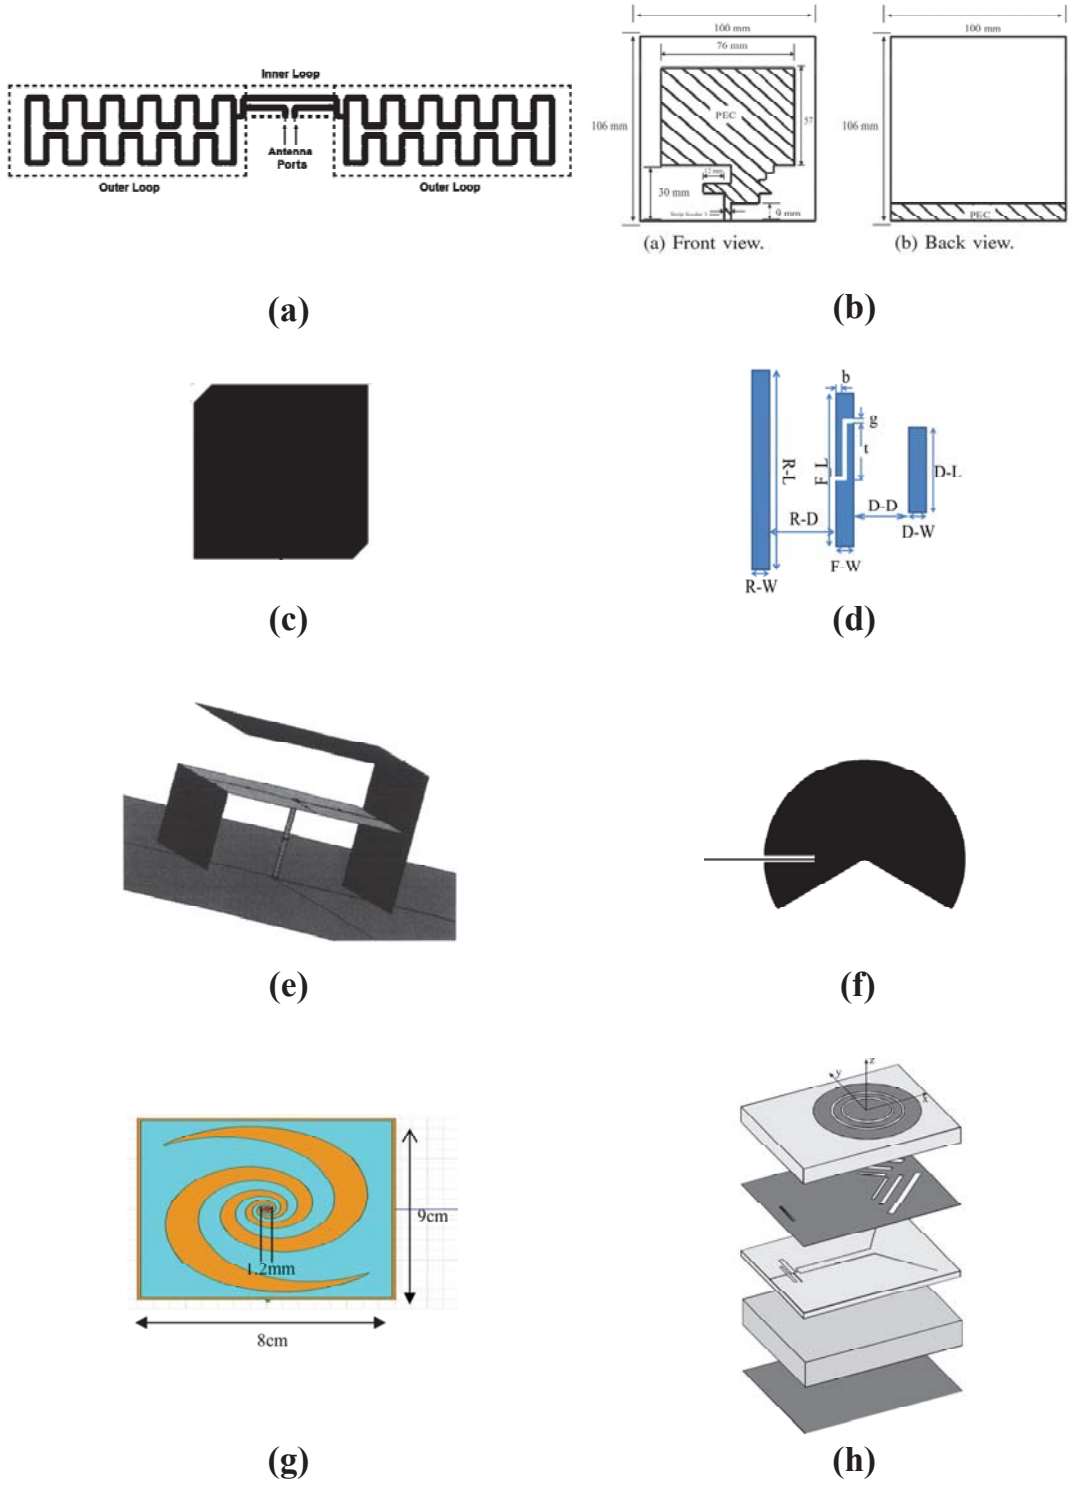 Inner Loop
Antenna
Ports
Outer Loop
Outer Loop
(a)
100 mm
76 mm
PEC
57
106 mm
12 mm
30 mm
9 mm
(a) Front view.
100 mm
106 mm
PEC
(b) Back view.
(b)
(c)
b
g
t
R-L
F_L
D-L
D-D
R-D
D-W
F-W
R-W
(d)
(e)
(f)
1.2mm
9cm
8cm
(g)
z
y
x
(h)